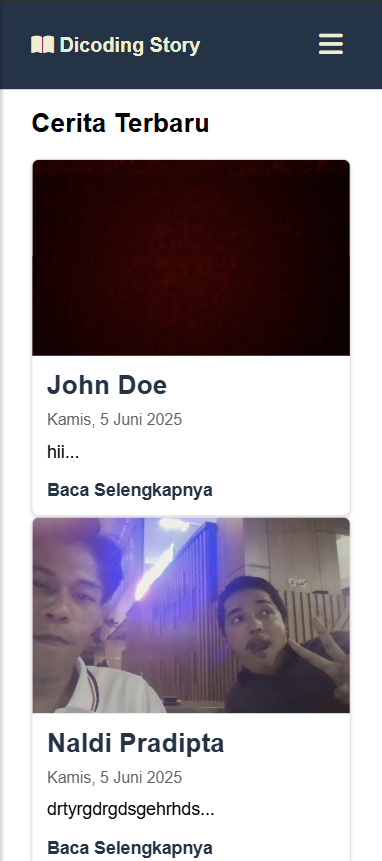 Dicoding Story
Cerita Terbaru
John Doe
Kamis, 5 Juni 2025
hii...
Baca Selengkapnya
Naldi Pradipta
Kamis, 5 Juni 2025
drtyrgdrgdsgehrhds...
Baca Selengkapnya